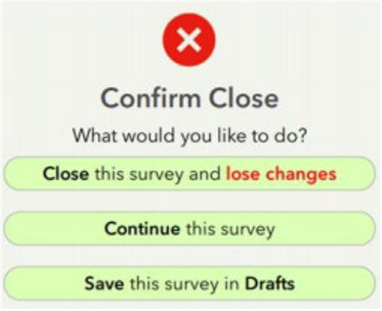 Confirm Close
What would you like to do?
Close this survey and lose changes
Continue this survey
Save this survey in Drafts